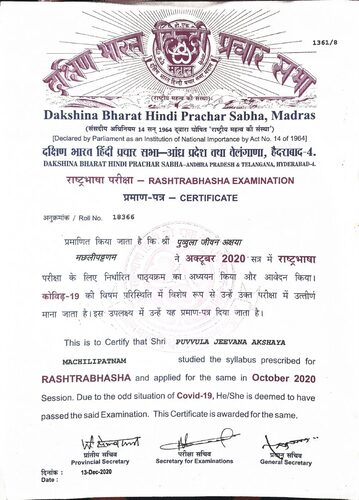 1361/8
दक्षिण भारत हिन्दी प्रचार सभा
मद्रास
(राष्ट्रीय महत्व की संस्था)
Dakshina Bharat Hindi Prachar Sabha, Madras
(संसदीय अधिनियम 14 सन् 1964 द्वारा घोषित 'राष्ट्रीय महत्व की संस्था')
[Declared by Parliament as an Institution of National Importance by Act No. 14 of 1964]
दक्षिण भारत हिंदी प्रचार सभा—आंध्र प्रदेश तथा तेलंगाणा, हैदराबाद-4.
DAKSHINA BHARAT HINDI PRACHAR SABHA-ANDHRA PRADESH & TELANGANA, HYDERABAD-4.
राष्ट्रभाषा परीक्षा — RASHTRABHASHA EXAMINATION
प्रमाण-पत्र — CERTIFICATE
अनुक्रमांक / Roll No. 18366
प्रमाणित किया जाता है कि श्री पुव्वुला जीवन अक्षया
मछलीपट्टणम ने अक्टूबर 2020 सत्र में राष्ट्रभाषा
परीक्षा के लिए निर्धारित पाठ्यक्रम का अध्ययन किया और आवेदन किया।
कोविड़-19 की विषम परिस्थिति में विशेष रूप से उन्हें उक्त परीक्षा में उत्तीर्ण
माना जाता है। इस उपलक्ष्य में उन्हें यह प्रमाण-पत्र दिया जाता है।
This is to Certify that Shri PUVVULA JEEVANA AKSHAYA
MACHILIPATNAM studied the syllabus prescribed for
RASHTRABHASHA and applied for the same in October 2020
Session. Due to the odd situation of Covid-19, He/She is deemed to have
passed the said Examination. This Certificate is awarded for the same.
प्रांतीय सचिव परीक्षा सचिव प्रधान सचिव
Provincial Secretary Secretary for Examinations General Secretary
दिनांक :
Date : 13-Dec-2020